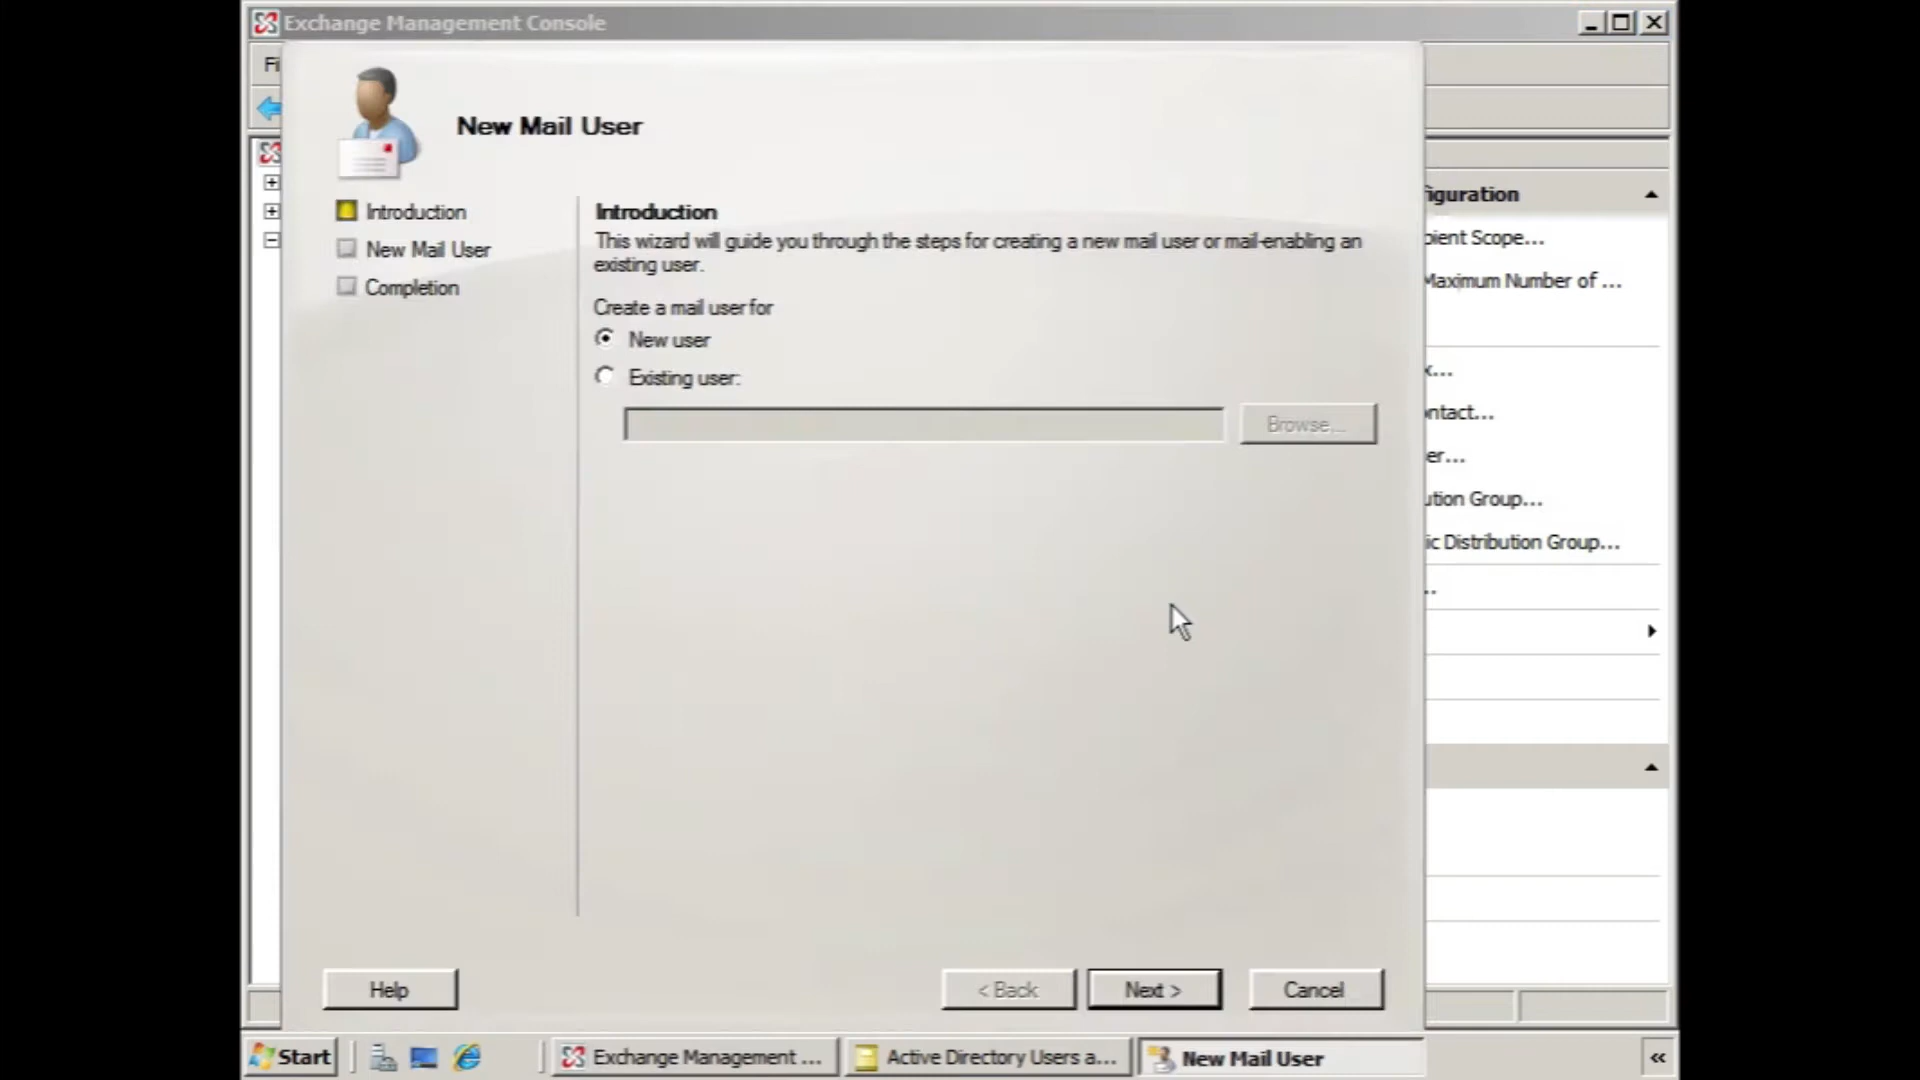 Exchange Management Console
Fi
New Mail User
Introduction
New Mail User
Completion
Introduction
This wizard will guide you through the steps for creating a new mail user or mail-enabling an
existing user.
Create a mail user for
New user
Existing user:
Browse...
Help
< Back
Next >
Cancel
figuration
pient Scope...
Maximum Number of ...
x...
ontact...
er...
ution Group...
ic Distribution Group...
..
Start
Exchange Management ...
Active Directory Users a...
New Mail User
«